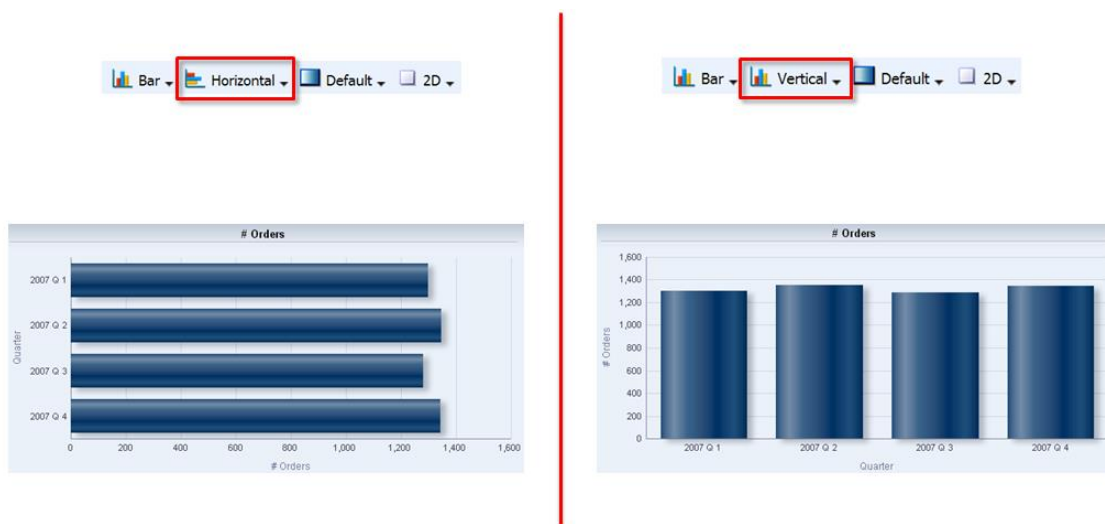 Bar Horizontal Default 2D
# Orders
2007 Q 1
2007 Q 2
2007 Q 3
2007 Q 4
Quarter
0 200 400 600 800 1,000 1,200 1,400 1,600
# Orders
Bar Vertical Default 2D
# Orders
1,600
1,400
1,200
1,000
800
600
400
200
0
# Orders
2007 Q 1 2007 Q 2 2007 Q 3 2007 Q 4
Quarter